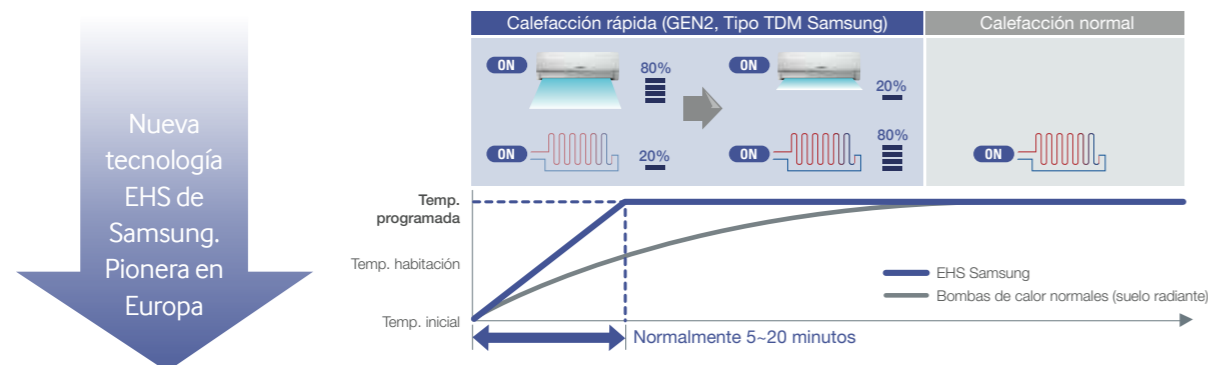 Nueva
tecnología
EHS de
Samsung.
Pionera en
Europa
Calefacción rápida (GEN2, Tipo TDM Samsung)
Calefacción normal
ON
80%
ON
20%
ON
20%
ON
80%
ON
Temp.
programada
Temp. habitación
Temp. inicial
EHS Samsung
Bombas de calor normales (suelo radiante)
Normalmente 5~20 minutos